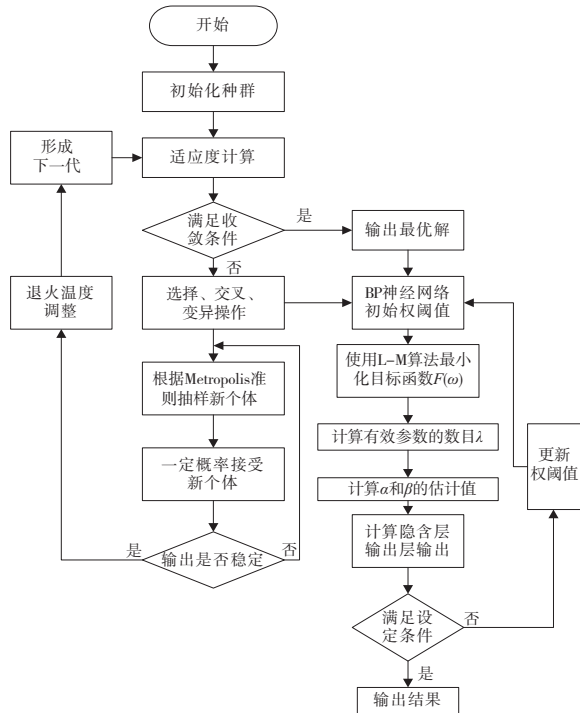 开始
初始化种群
形成
下一代
适应度计算
满足收
敛条件
是
否
输出最优解
退火温度
调整
选择、交叉、
变异操作
BP神经网络
初始权阈值
根据Metropolis准
则抽样新个体
使用L-M算法最小
化目标函数F(ω)
计算有效参数的数目λ
更新
权阈值
一定概率接受
新个体
计算α和β的估计值
计算隐含层
输出层输出
是
输出是否稳定
否
满足设
定条件
否
是
输出结果